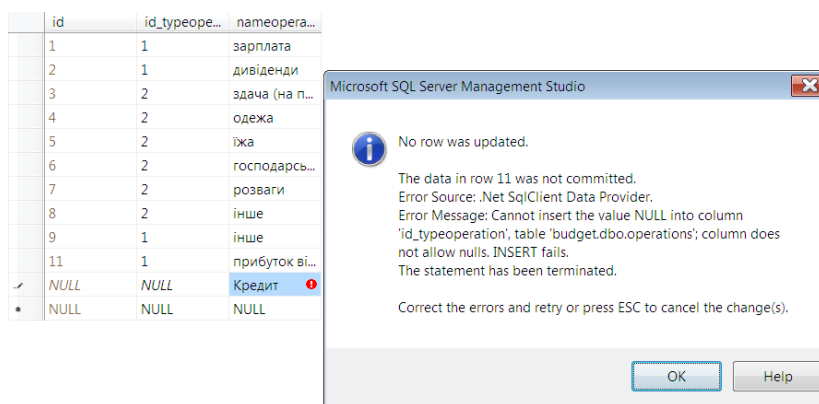 id id_typeope... nameopera...
1 1 зарплата
2 1 дивіденди
3 2 здача (на п...
4 2 одежа
5 2 їжа
6 2 господарсь...
7 2 розваги
8 2 інше
9 1 інше
11 1 прибуток ві...
NULL NULL Кредит
NULL NULL NULL
Microsoft SQL Server Management Studio
No row was updated.
The data in row 11 was not committed.
Error Source: .Net SqlClient Data Provider.
Error Message: Cannot insert the value NULL into column
'id_typeoperation', table 'budget.dbo.operations'; column does
not allow nulls. INSERT fails.
The statement has been terminated.
Correct the errors and retry or press ESC to cancel the change(s).
OK Help